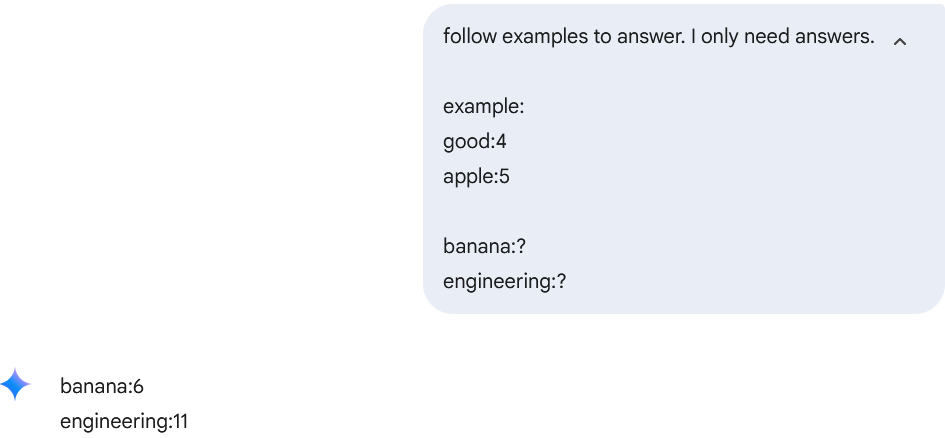 follow examples to answer. I only need answers.
example:
good:4
apple:5
banana:?
engineering:?
banana:6
engineering:11